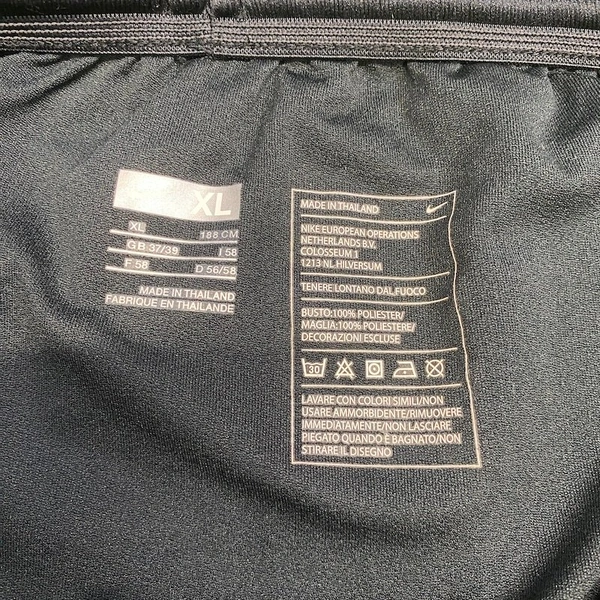 XL
XL 188 CM
GB 37/39 I 58
F 58 D 56/58
MADE IN THAILAND
FABRIQUE EN THAILANDE
MADE IN THAILAND
NIKE EUROPEAN OPERATIONS
NETHERLANDS B.V.
COLOSSEUM 1
1213 NL HILVERSUM
TENERE LONTANO DAL FUOCO
BUSTO:100% POLIESTER/
MAGLIA:100% POLIESTERE/
DECORAZIONI ESCLUSE
30
LAVARE CON COLORI SIMILI/NON
USARE AMMORBIDENTE/RIMUOVERE
IMMEDIATAMENTE/NON LASCIARE
PIEGATO QUANDO È BAGNATO/NON
STIRARE IL DISEGNO